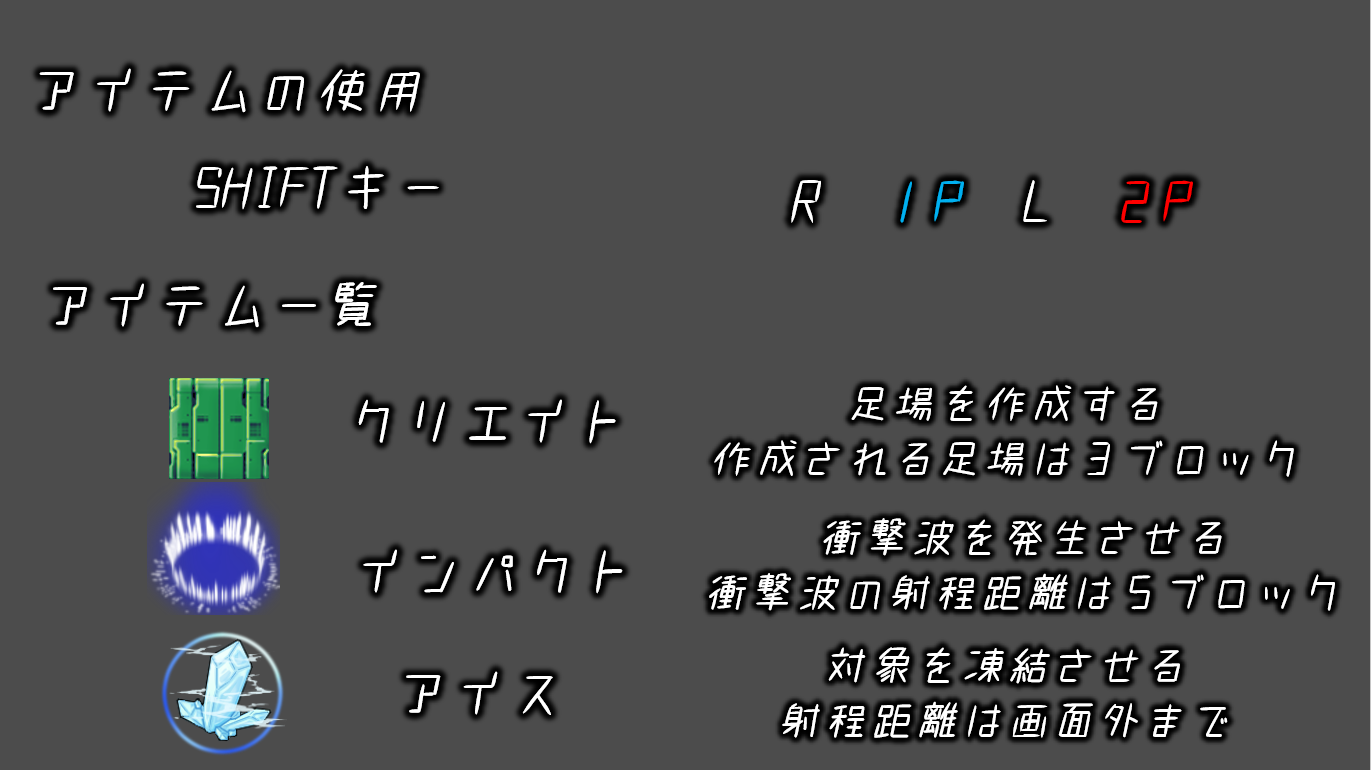 アイテムの使用
SHIFTキー
R 1P L 2P
アイテム一覧
クリエイト
足場を作成する
作成される足場は3ブロック
インパクト
衝撃波を発生させる
衝撃波の射程距離は5ブロック
アイス
対象を凍結させる
射程距離は画面外まで